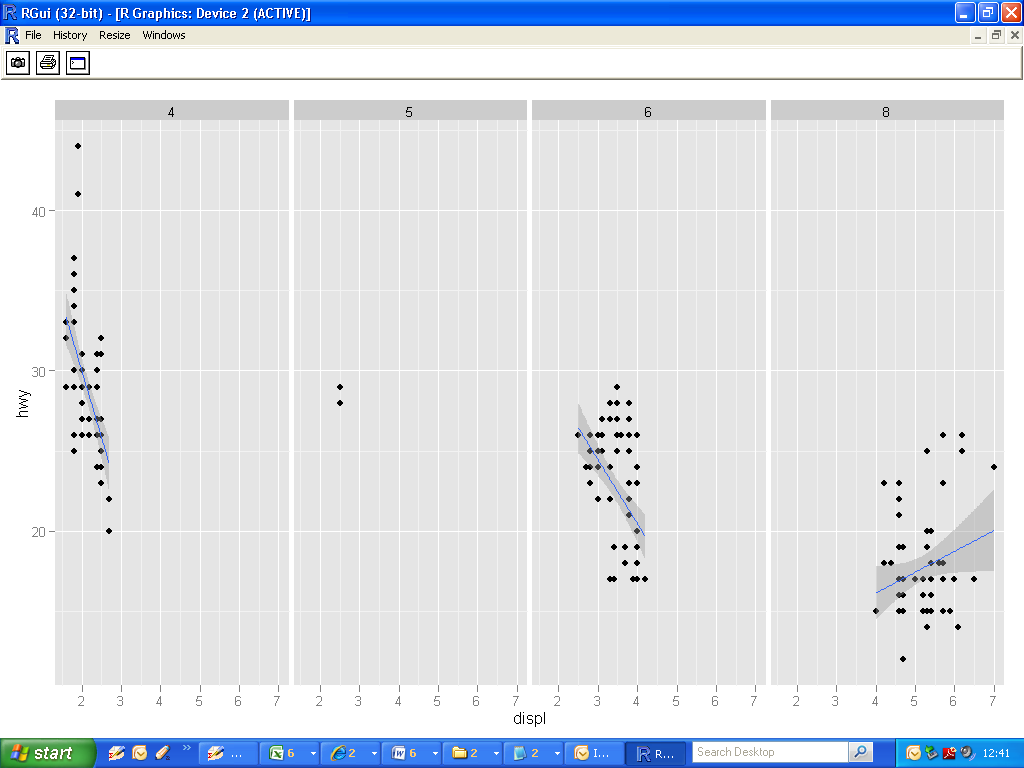 RGui (32-bit) - [R Graphics: Device 2 (ACTIVE)]
File History Resize Windows
4 5 6 8
40
30
20
hwy
2 3 4 5 6 7 2 3 4 5 6 7 2 3 4 5 6 7 2 3 4 5 6 7
displ
start ... 6 2 6 2 2 I... R... Search Desktop 12:41